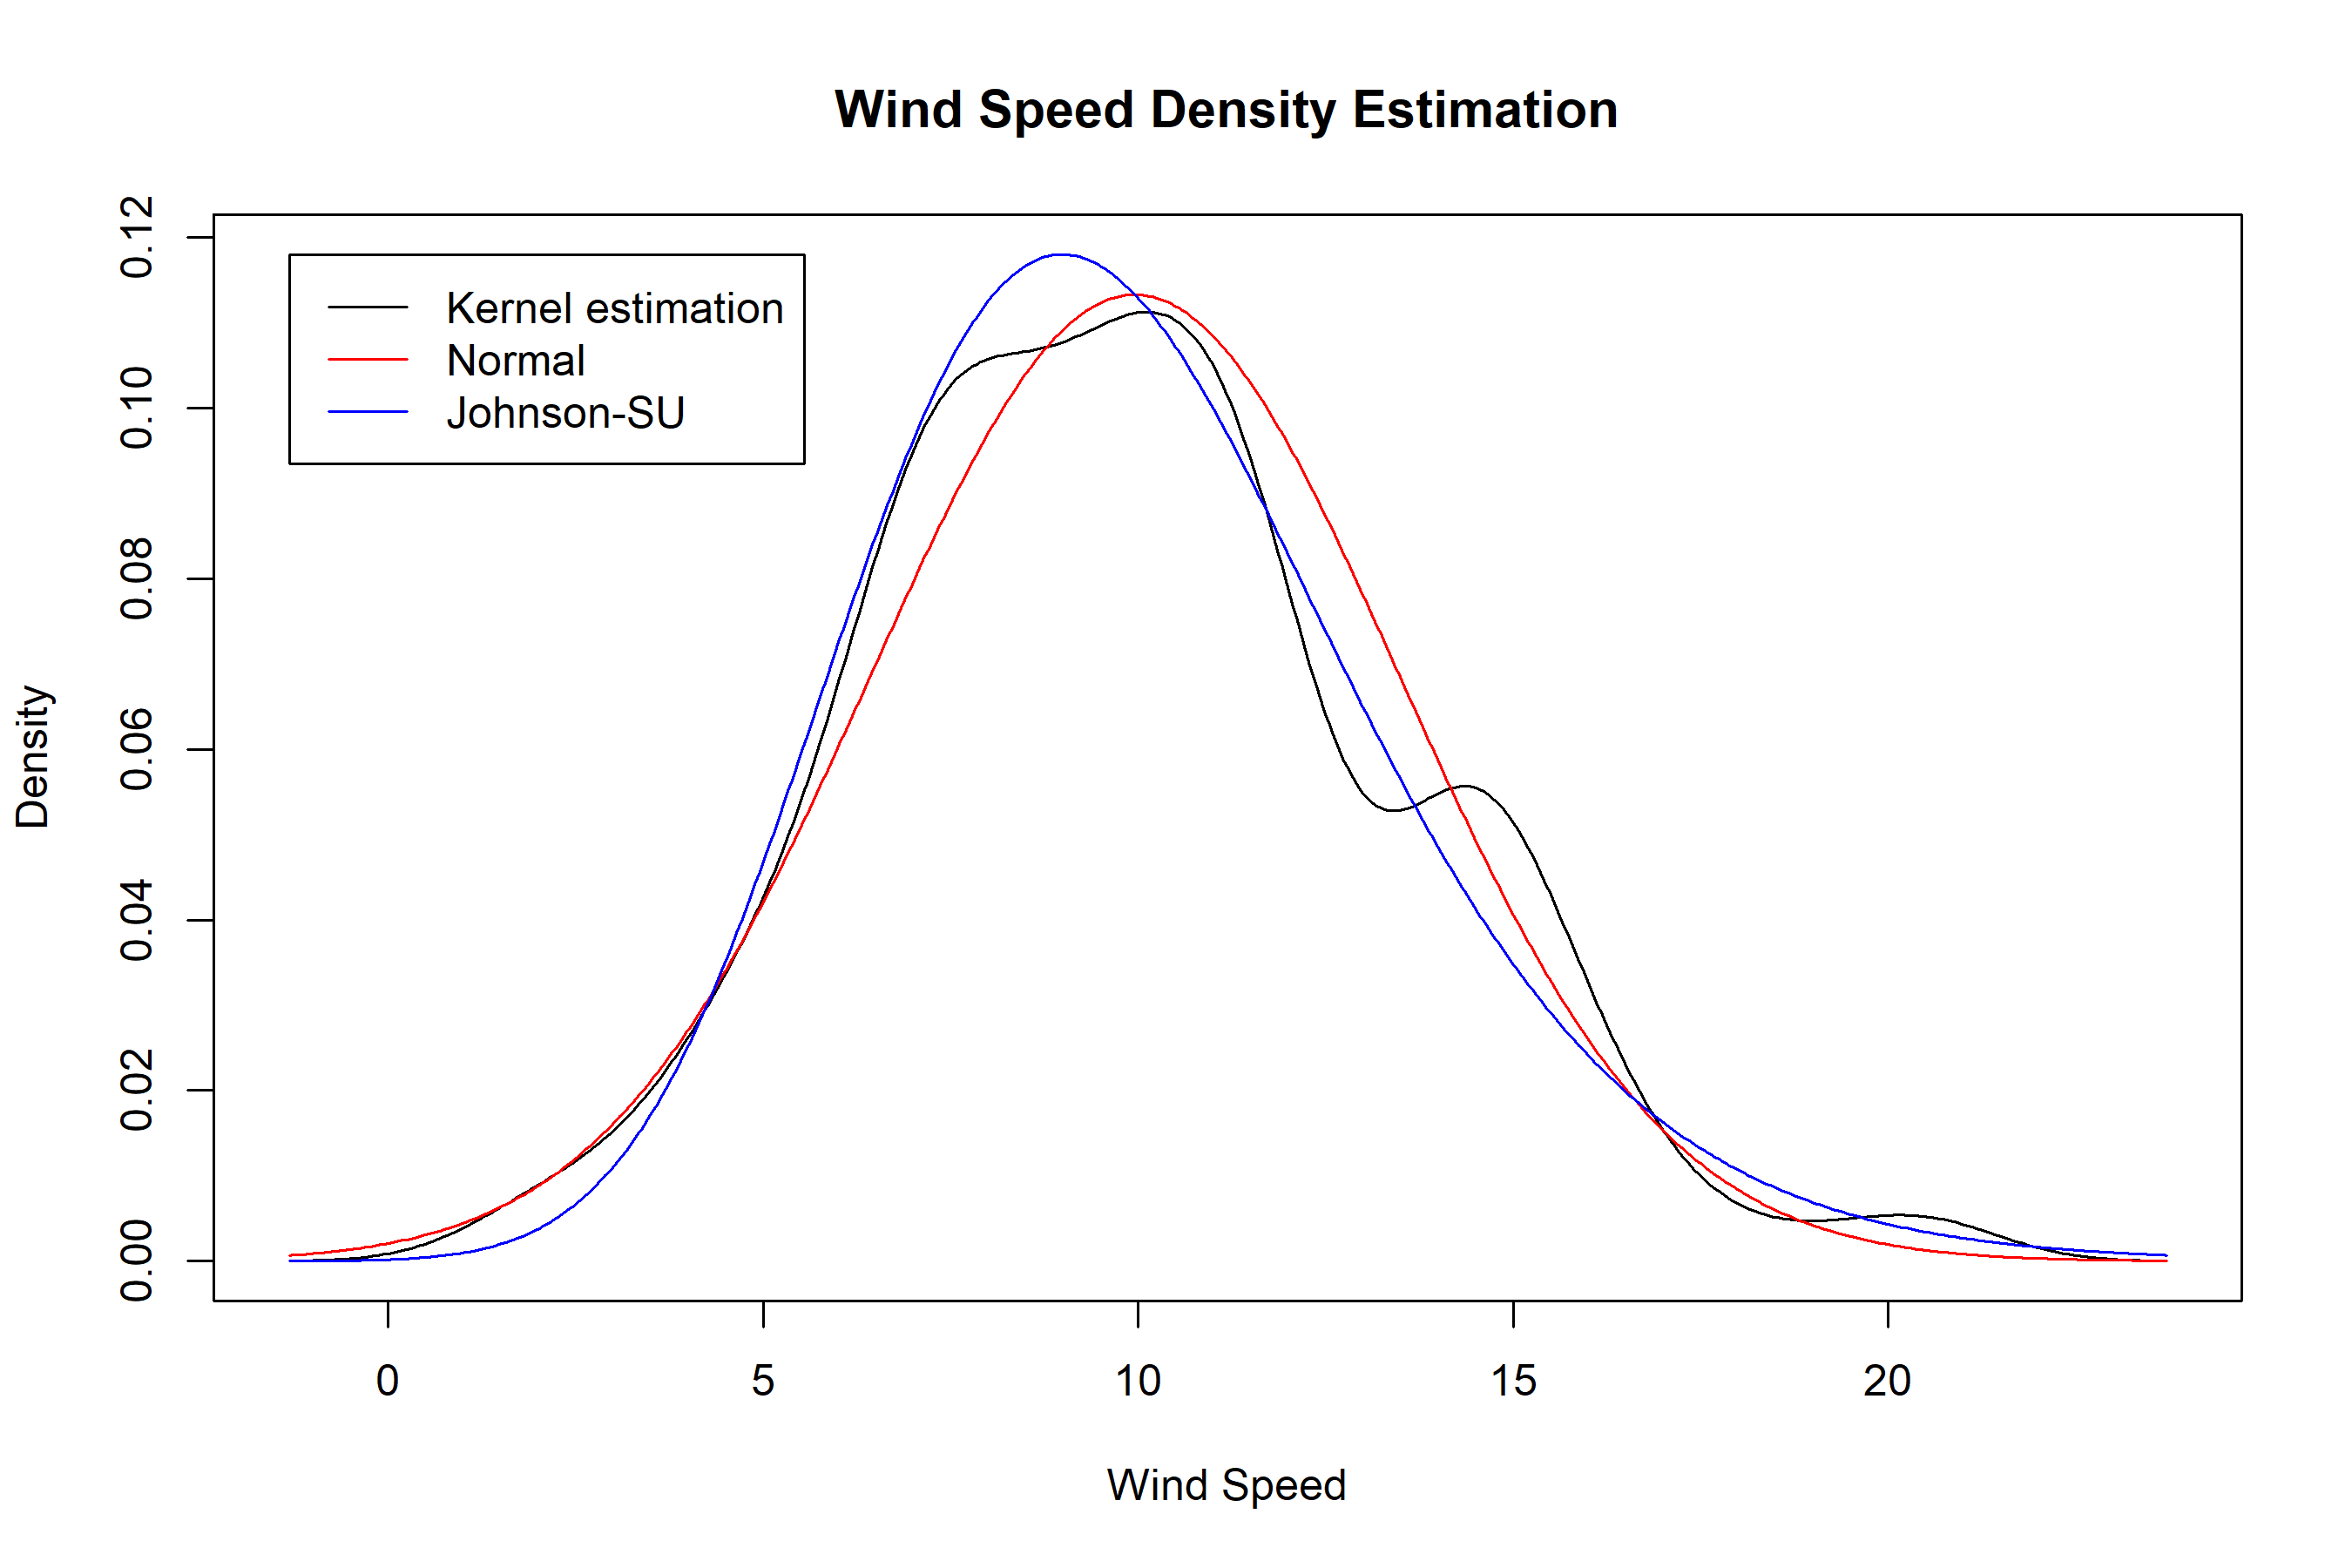 Wind Speed Density Estimation
Kernel estimation
Normal
Johnson-SU
Density
0.12
0.10
0.08
0.06
0.04
0.02
0.00
0 5 10 15 20
Wind Speed